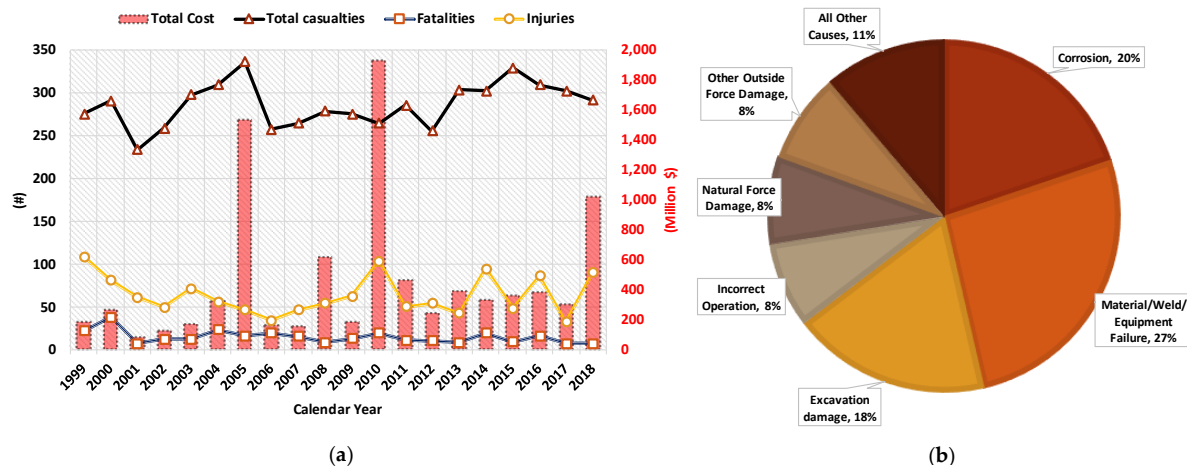 Total Cost Total casualties Fatalities Injuries
350
300
250
200
150
100
50
0
(#)
2,000
1,800
1,600
1,400
1,200
1,000
800
600
400
200
0
(Million $)
1999 2000 2001 2002 2003 2004 2005 2006 2007 2008 2009 2010 2011 2012 2013 2014 2015 2016 2017 2018
Calendar Year
(a)
All Other
Causes, 11%
Corrosion, 20%
Other Outside
Force Damage,
8%
Natural Force
Damage, 8%
Incorrect
Operation, 8%
Material/Weld/
Equipment
Failure, 27%
Excavation
damage, 18%
(b)